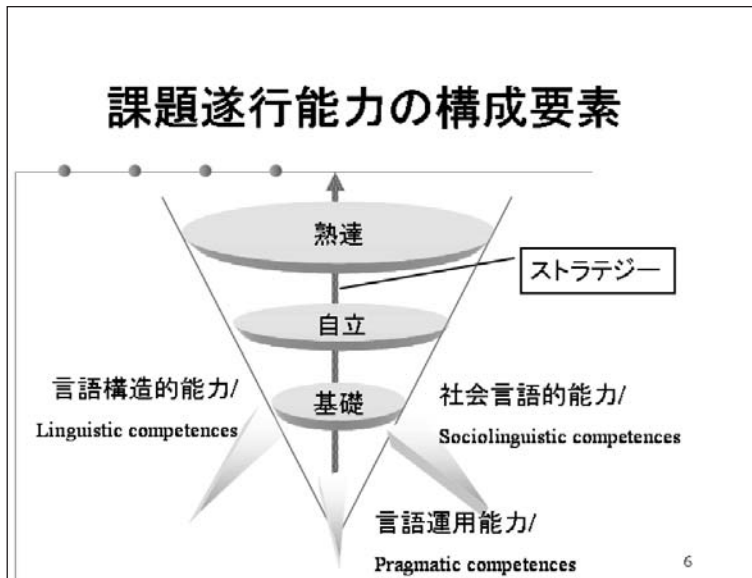 課題遂行能力の構成要素
熟達
ストラテジー
自立
言語構造的能力/
Linguistic competences
基礎
社会言語的能力/
Sociolinguistic competences
言語運用能力/
Pragmatic competences
6